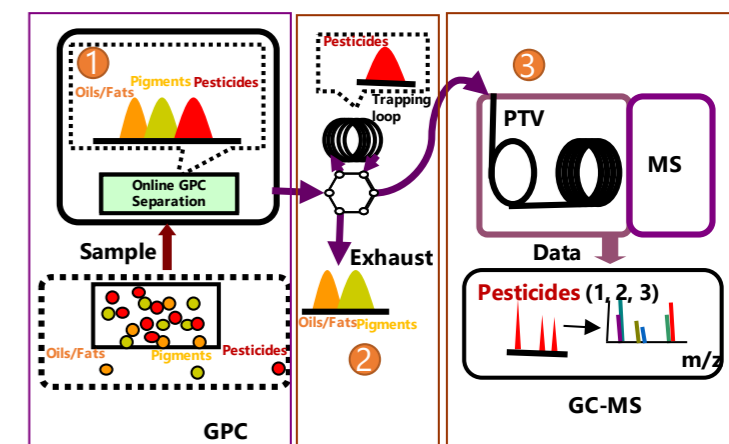 1
Pigments Pesticides
Oils/Fats
Online GPC
Separation
Sample
Oils/Fats
Pigments
Pesticides
GPC
Pesticides
Trapping
loop
Exhaust
Oils/Fats Pigments
2
3
PTV
MS
Data
Pesticides (1, 2, 3)
m/z
GC-MS